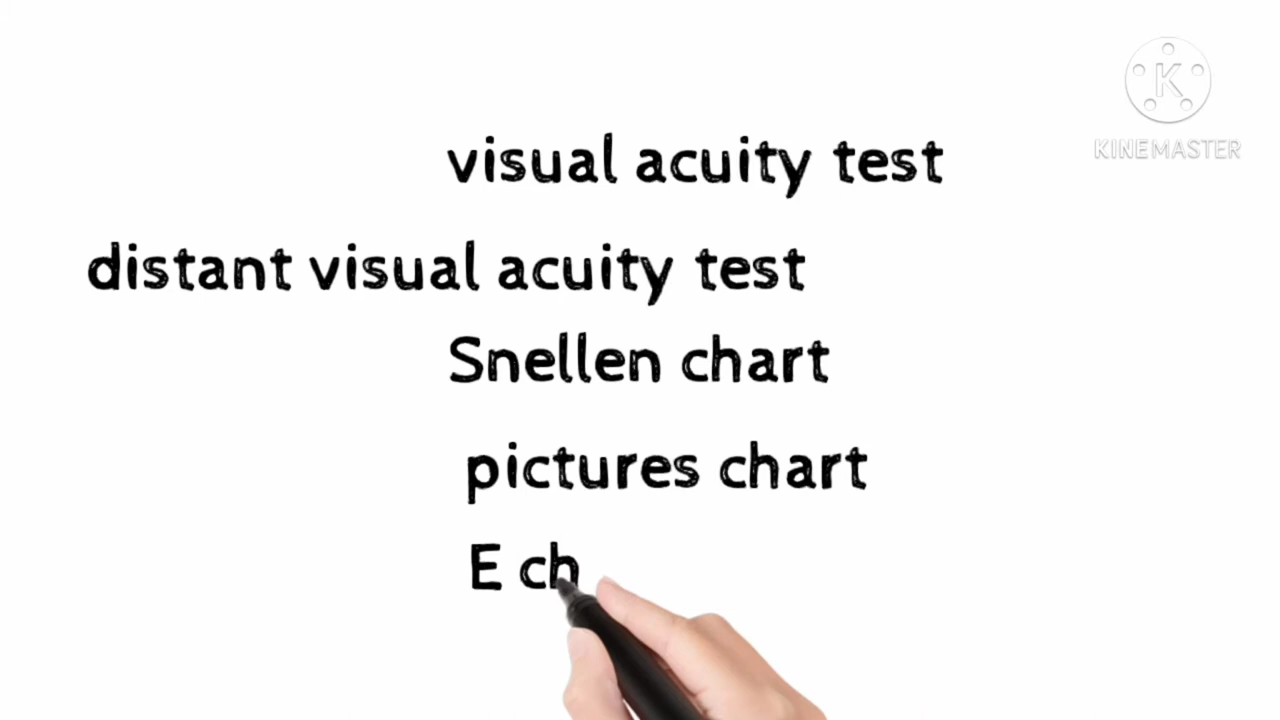 K
KINEMASTER
visual acuity test
distant visual acuity test
Snellen chart
pictures chart
E ch